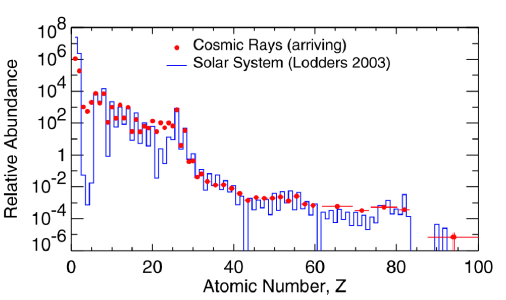 10^8
10^6
10^4
10^2
1
10^-2
10^-4
10^-6
Relative Abundance
Cosmic Rays (arriving)
Solar System (Lodders 2003)
0 20 40 60 80 100
Atomic Number, Z